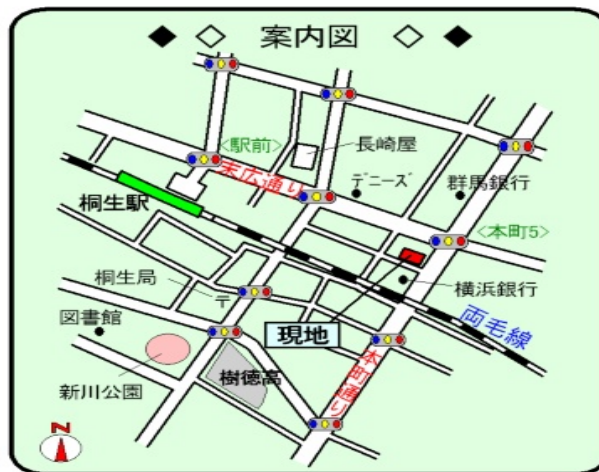 案内図
<駅前>
長崎屋
末広通り
デニーズ
群馬銀行
桐生駅
<本町5>
桐生局
〒
横浜銀行
図書館
現地
両毛線
新川公園
樹徳高
本町通り
N